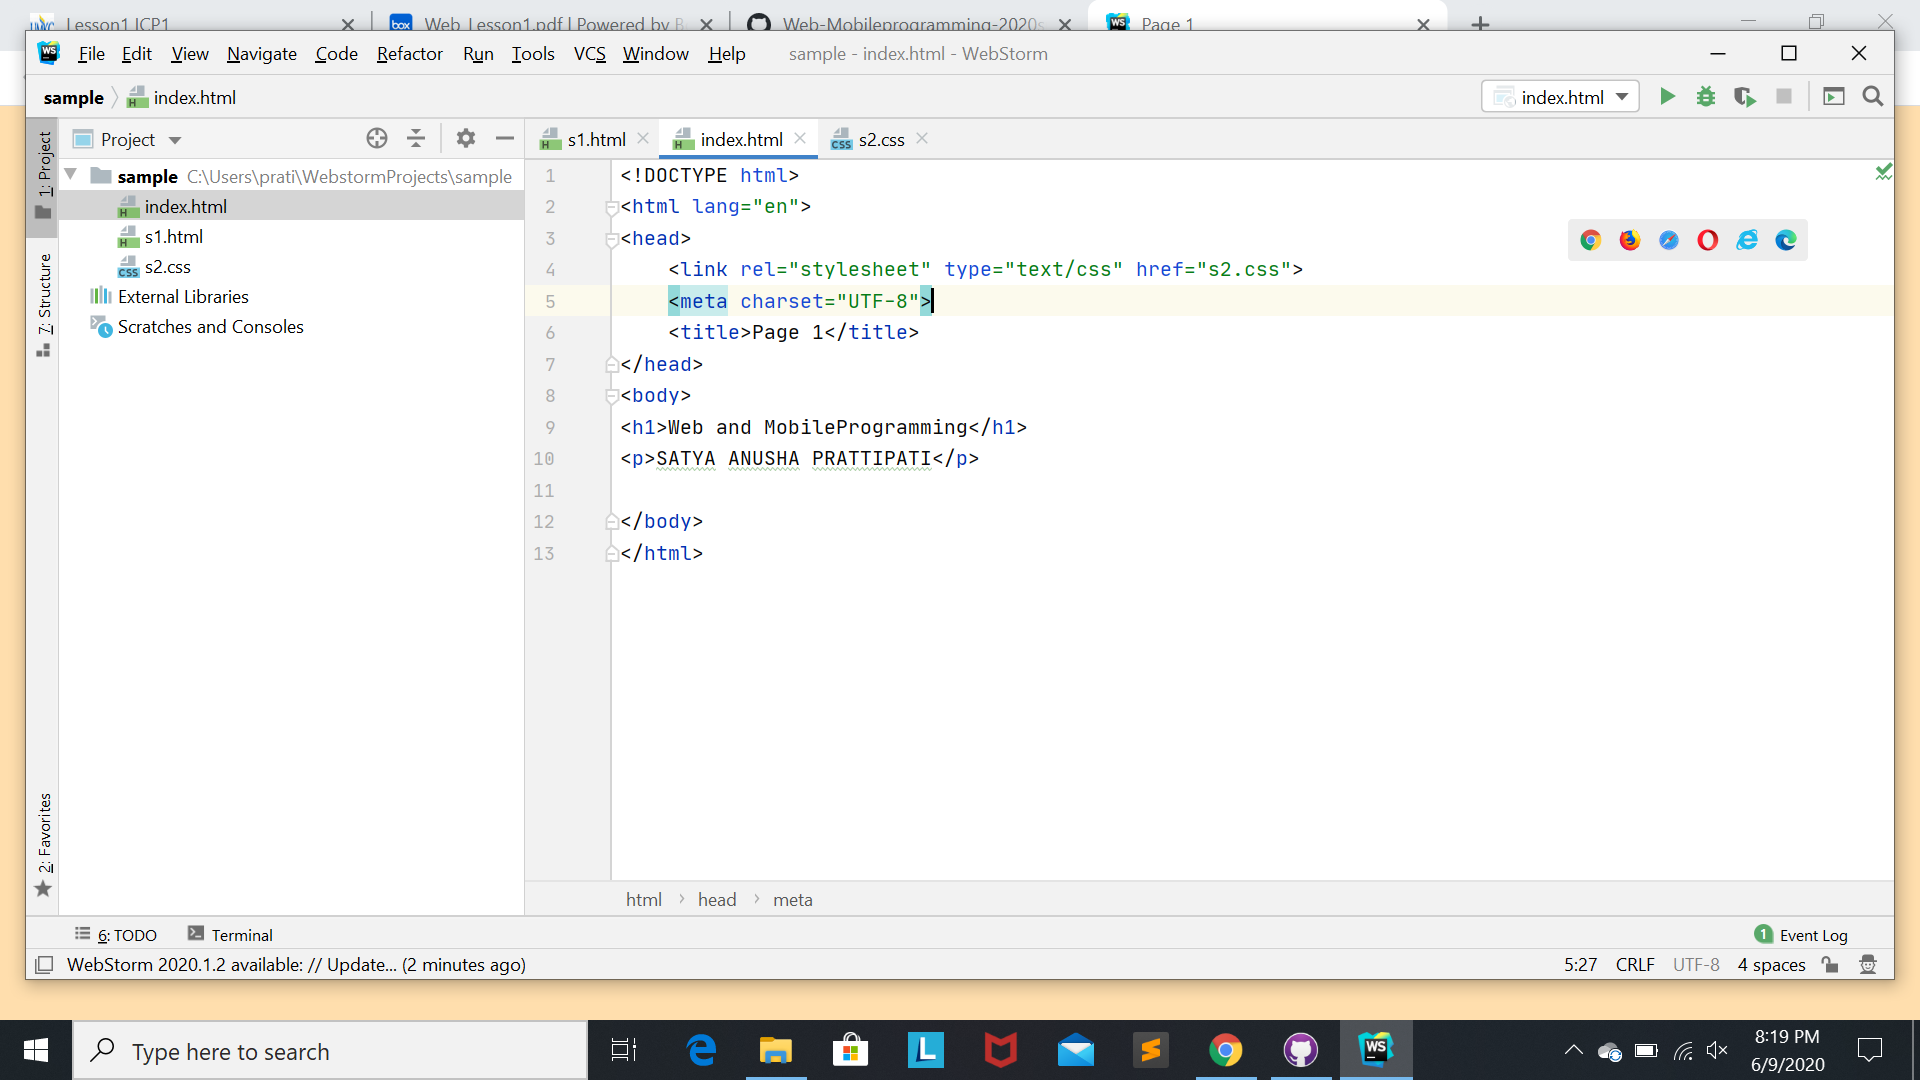 Lesson1 ICP1
box Web_Lesson1.pdf | Powered by B
Web-Mobileprogramming-2020s
WS Page 1
WS File Edit View Navigate Code Refactor Run Tools VCS Window Help sample - index.html - WebStorm
sample index.html
index.html
1: Project
Project
7: Structure
2: Favorites
sample C:\Users\prati\WebstormProjects\sample
index.html
s1.html
s2.css
External Libraries
Scratches and Consoles
s1.html index.html s2.css
1 <!DOCTYPE html>
2 <html lang="en">
3 <head>
4 <link rel="stylesheet" type="text/css" href="s2.css">
5 <meta charset="UTF-8">
6 <title>Page 1</title>
7 </head>
8 <body>
9 <h1>Web and MobileProgramming</h1>
10 <p>SATYA ANUSHA PRATTIPATI</p>
11
12 </body>
13 </html>
html head meta
6: TODO Terminal
1 Event Log
WebStorm 2020.1.2 available: // Update... (2 minutes ago)
5:27 CRLF UTF-8 4 spaces
Type here to search
L
WS
8:19 PM
6/9/2020